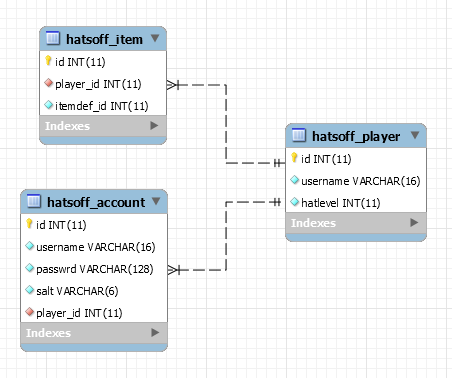 hatsoff_item
id INT(11)
player_id INT(11)
itemdef_id INT(11)
Indexes
hatsoff_player
id INT(11)
username VARCHAR(16)
hatlevel INT(11)
Indexes
hatsoff_account
id INT(11)
username VARCHAR(16)
passwrd VARCHAR(128)
salt VARCHAR(6)
player_id INT(11)
Indexes